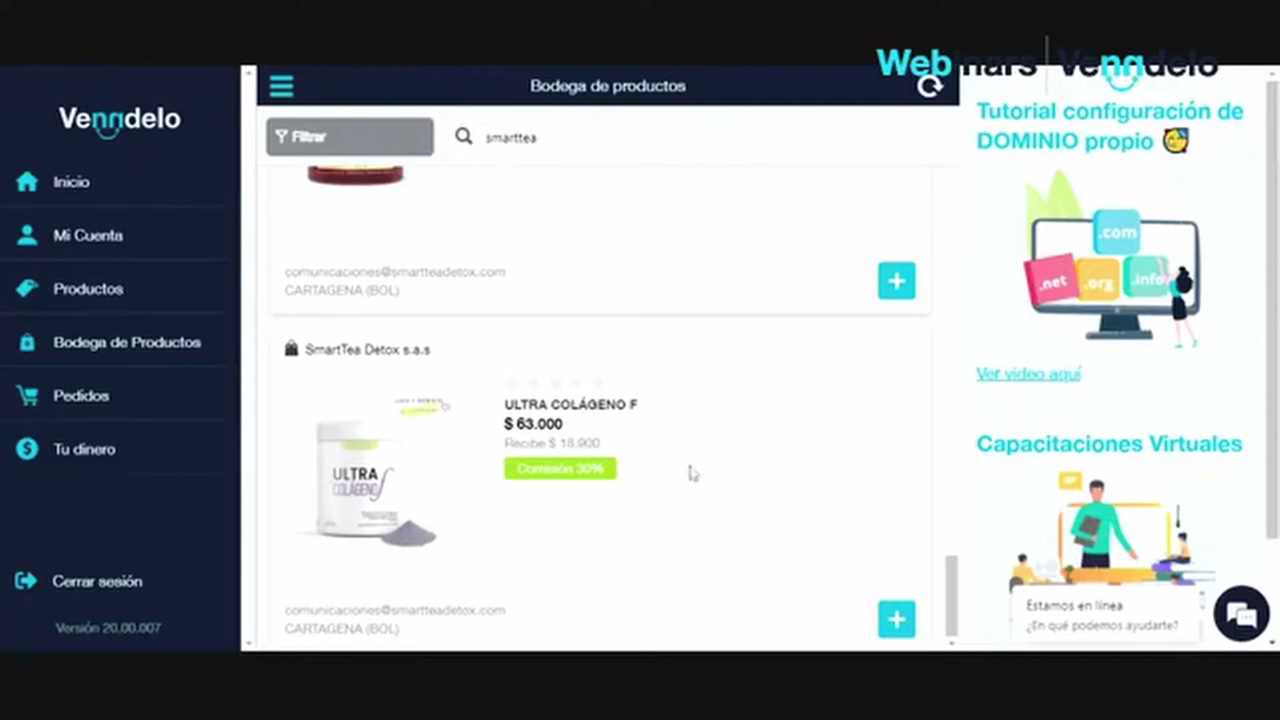 Webinars | Venndelo
Venndelo
Inicio
Mi Cuenta
Productos
Bodega de Productos
Pedidos
Tu dinero
Cerrar sesión
Versión 20.00.007
Bodega de productos
Filtrar
smarttea
comunicaciones@smartteadetox.com
CARTAGENA (BOL)
+
SmartTea Detox s.a.s
ULTRA
COLÁGENO f
ULTRA COLÁGENO F
$ 63.000
Recibe $ 18.900
Comisión 30%
comunicaciones@smartteadetox.com
CARTAGENA (BOL)
+
Tutorial configuración de
DOMINIO propio
.com
.net .org .info
Ver video aquí
Capacitaciones Virtuales
Estamos en línea
¿En qué podemos ayudarte?